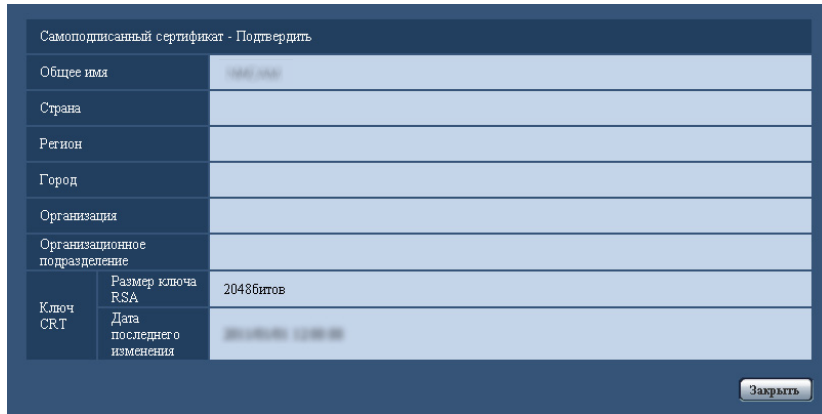 Самоподписанный сертификат - Подтвердить
Общее имя
Страна
Регион
Город
Организация
Организационное
подразделение
Ключ
CRT
Размер ключа
RSA
2048битов
Дата
последнего
изменения
Закрыть